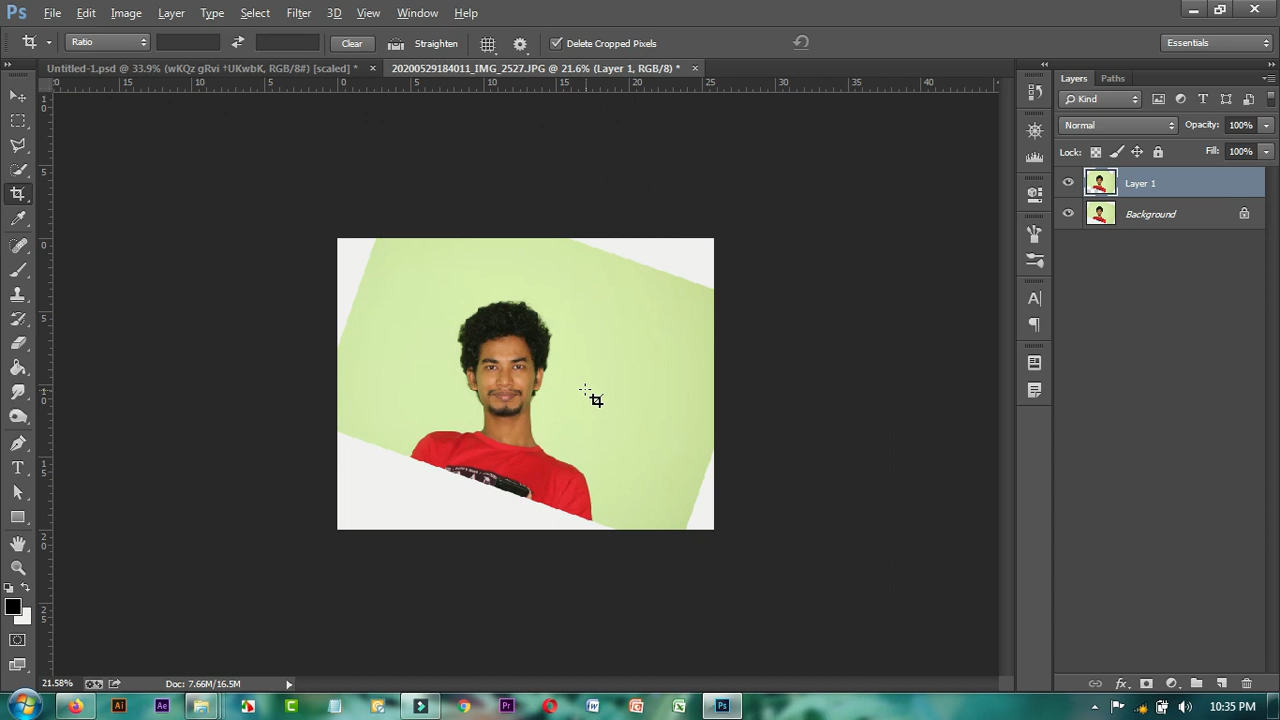 Ps File Edit Image Layer Type Select Filter 3D View Window Help
Ratio Clear Straighten Delete Cropped Pixels Essentials
Untitled-1.psd @ 33.9% (wKQz gRvi +UKwbK, RGB/8#) [scaled] * × 20200529184011_IMG_2527.JPG @ 21.6% (Layer 1, RGB/8) * ×
Layers Paths
Kind
Normal Opacity: 100%
Lock: Fill: 100%
Layer 1
Background
21.58% Doc: 7.66M/16.5M
10:35 PM